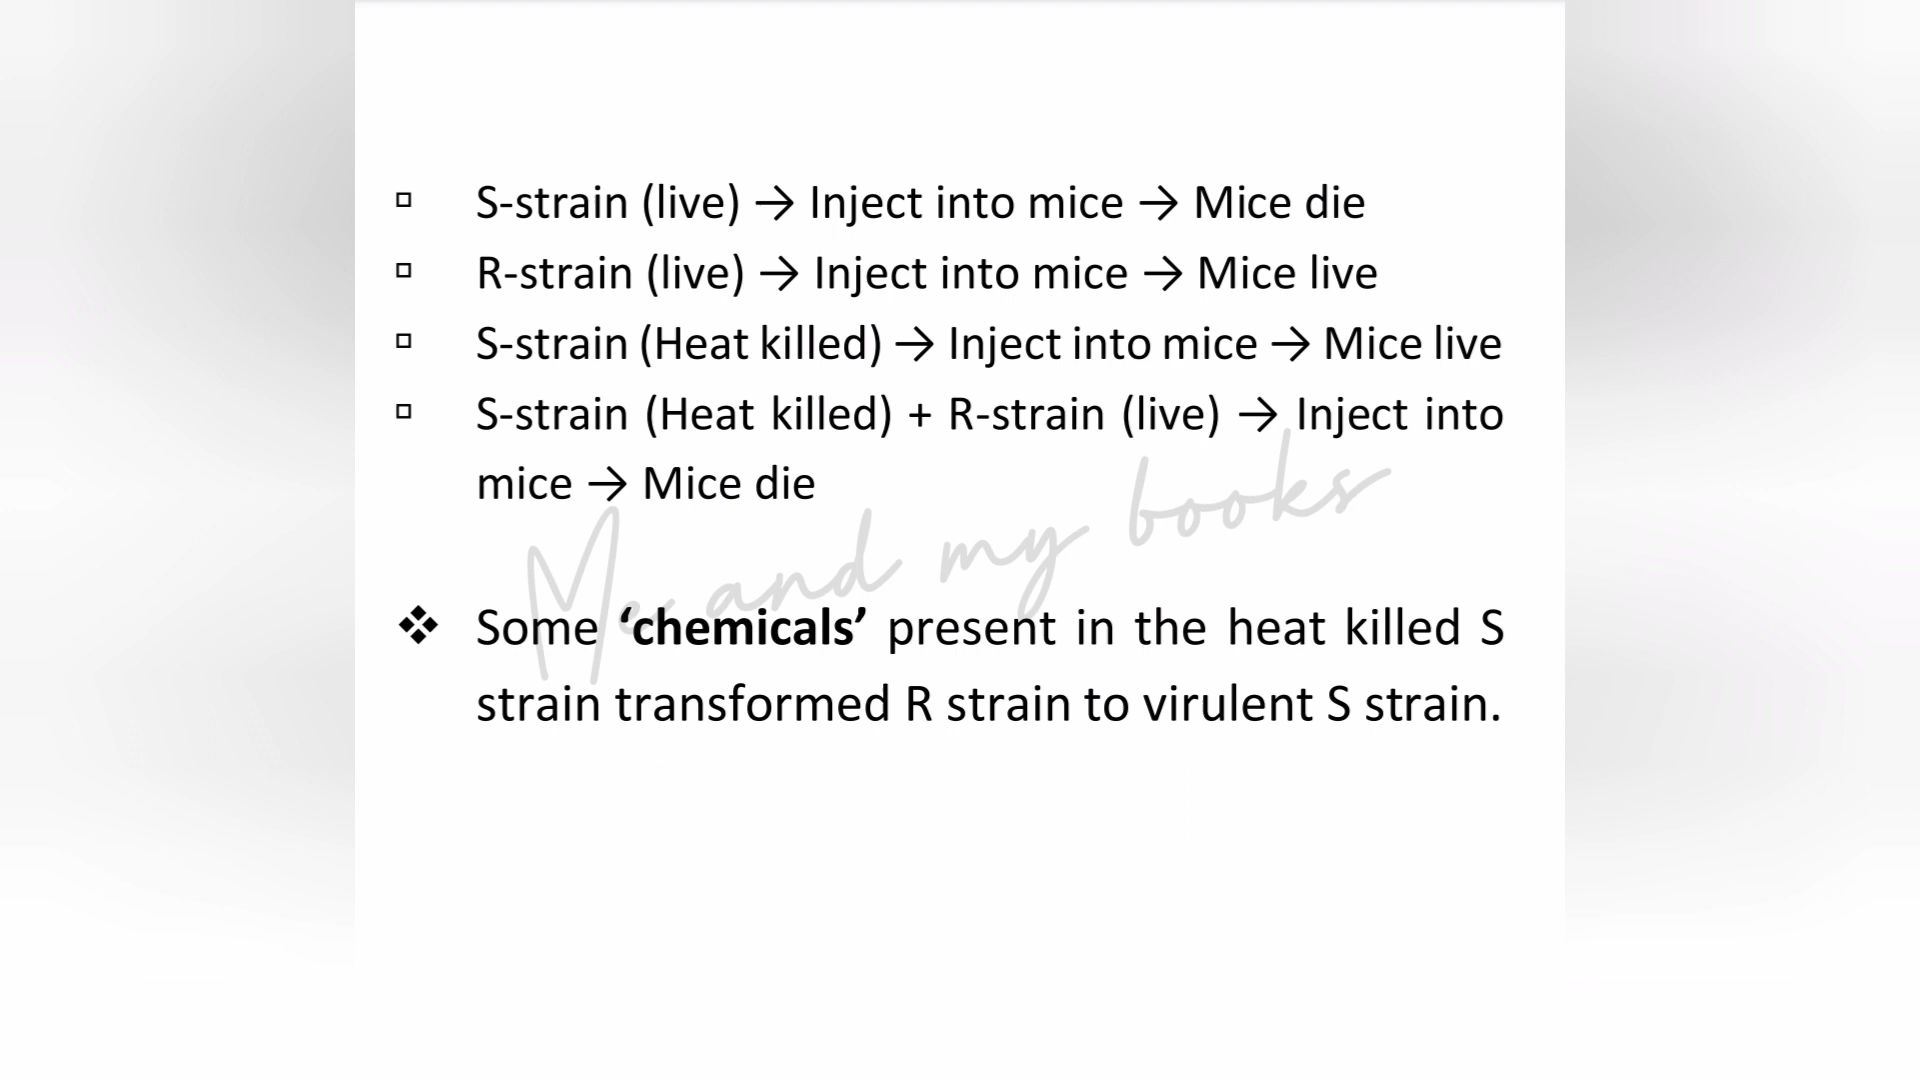 ▫ S-strain (live) → Inject into mice → Mice die
▫ R-strain (live) → Inject into mice → Mice live
▫ S-strain (Heat killed) → Inject into mice → Mice live
▫ S-strain (Heat killed) + R-strain (live) → Inject into
mice → Mice die
Me and my books
❖ Some ‘chemicals’ present in the heat killed S
strain transformed R strain to virulent S strain.